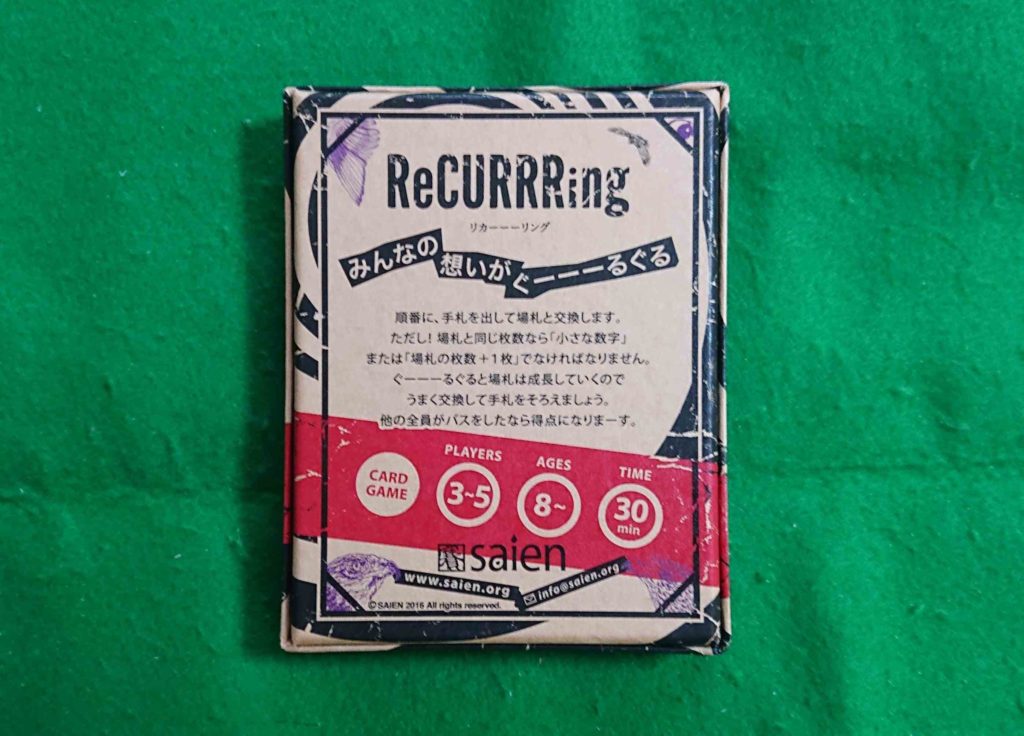 ReCURRRing
リカーーーリング
みんなの想いがぐーーーるぐる
順番に、手札を出して場札と交換します。
ただし！場札と同じ枚数なら「小さな数字」
または「場札の枚数＋1枚」でなければなりません。
ぐーーーるぐると場札は成長していくので
うまく交換して手札をそろえましょう。
他の全員がパスをしたなら得点になりまーす。
CARD
GAME
PLAYERS
3~5
AGES
8~
TIME
30
min
saien
www.saien.org
info@saien.org
©SAIEN 2016 All rights reserved.